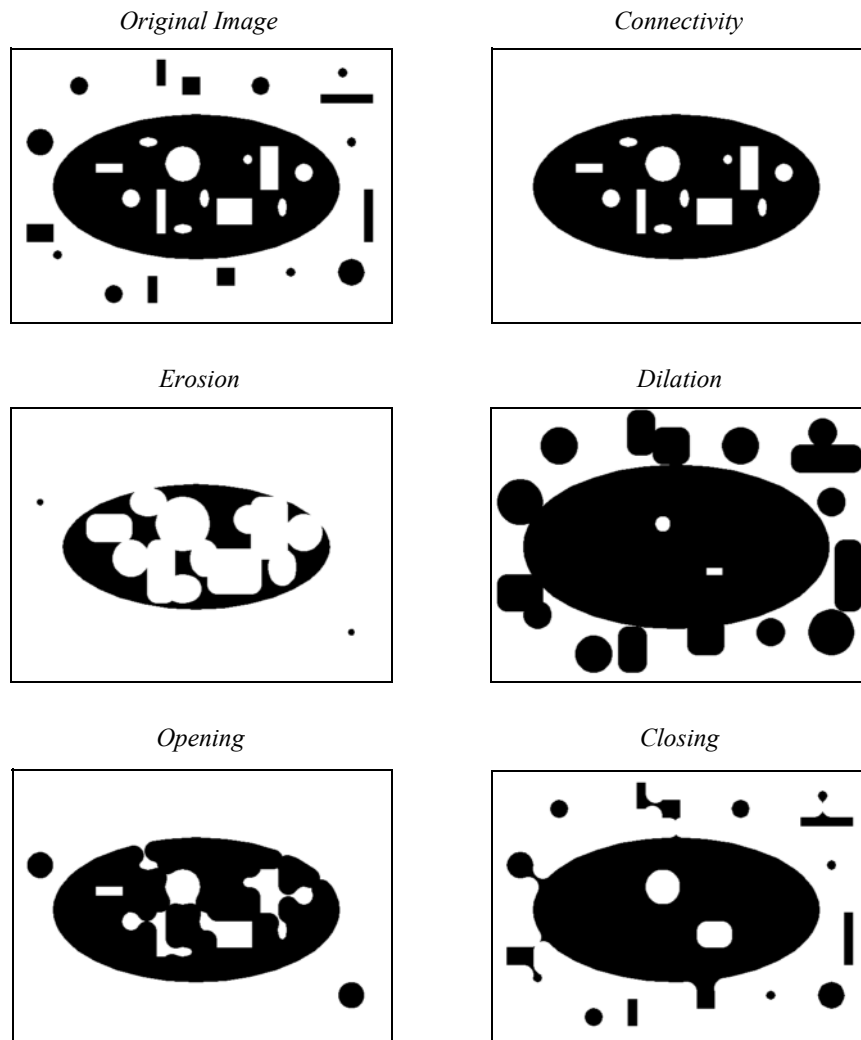 Original Image
Connectivity
Erosion
Dilation
Opening
Closing